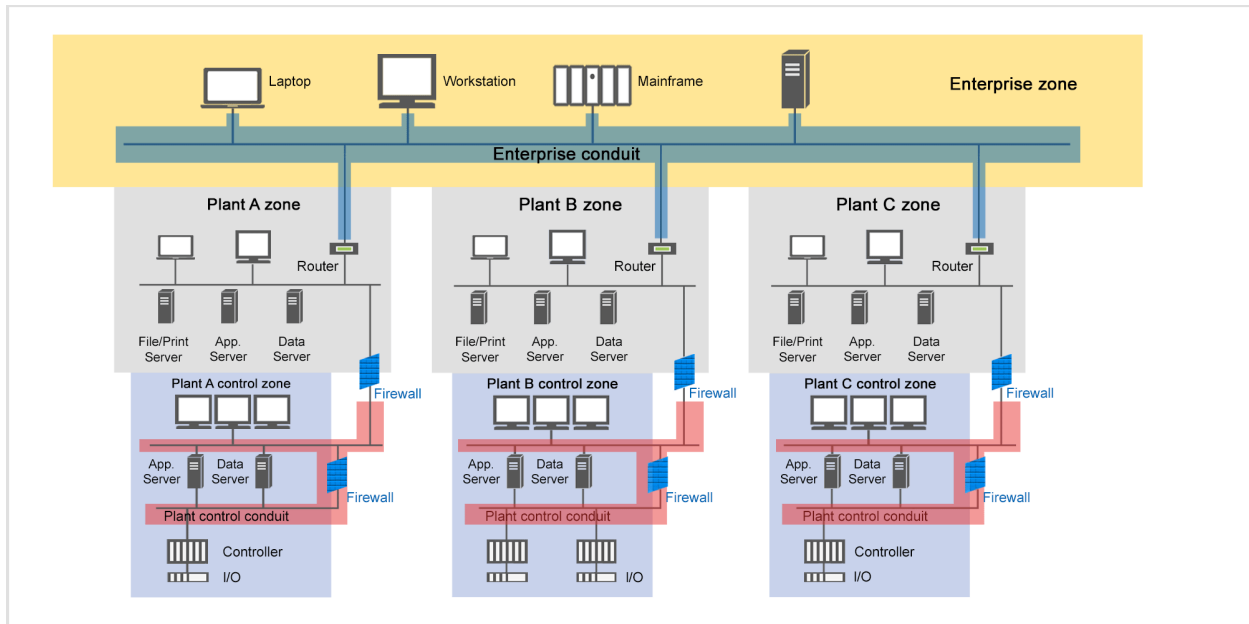 Laptop
Workstation
Mainframe
Enterprise zone
Enterprise conduit
Plant A zone
Router
File/Print
Server
App.
Server
Data
Server
Plant A control zone
Firewall
App.
Server
Data
Server
Firewall
Plant control conduit
Controller
I/O
Plant B zone
Router
File/Print
Server
App.
Server
Data
Server
Plant B control zone
Firewall
App.
Server
Data
Server
Firewall
Plant control conduit
I/O
Plant C zone
Router
File/Print
Server
App.
Server
Data
Server
Plant C control zone
Firewall
App.
Server
Data
Server
Firewall
Plant control conduit
Controller
I/O